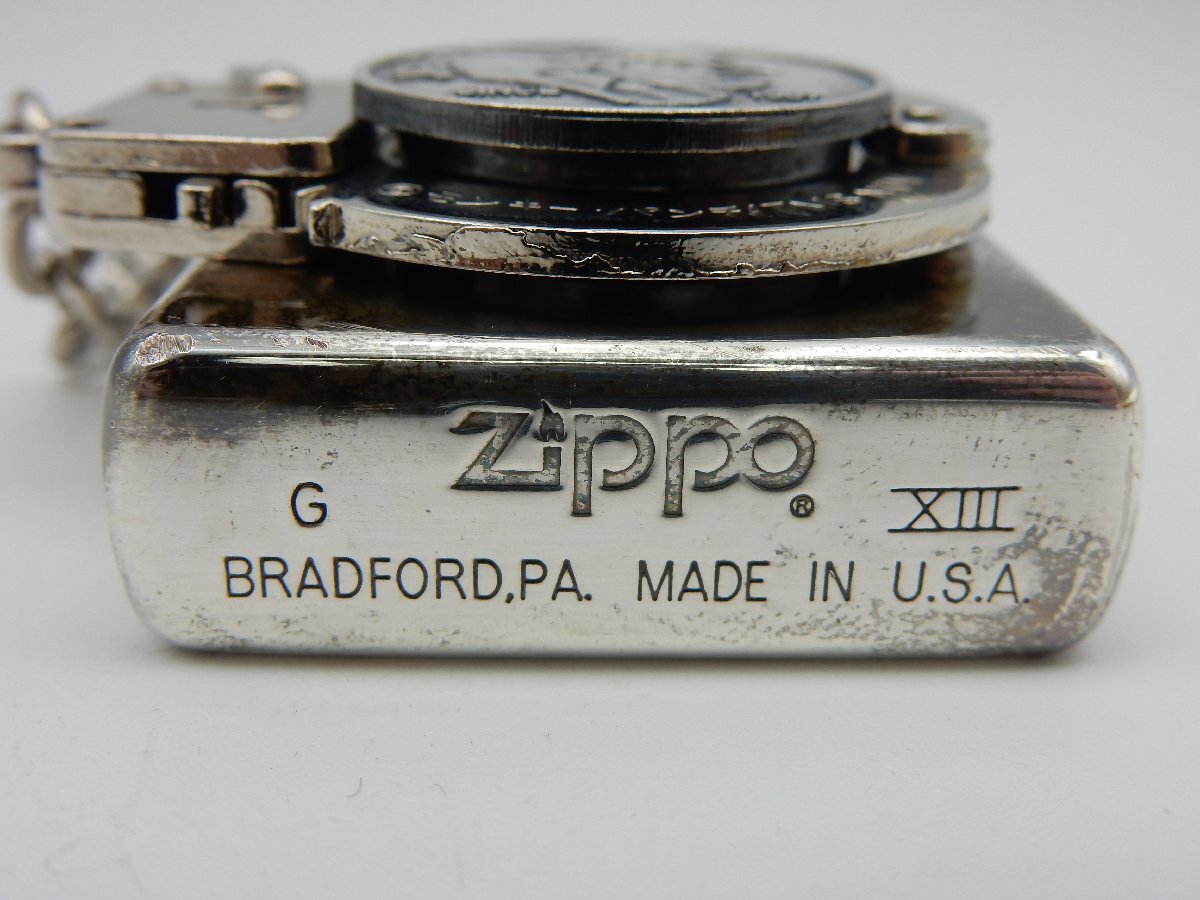 Zippo ®
G XIII
BRADFORD,PA. MADE IN U.S.A.